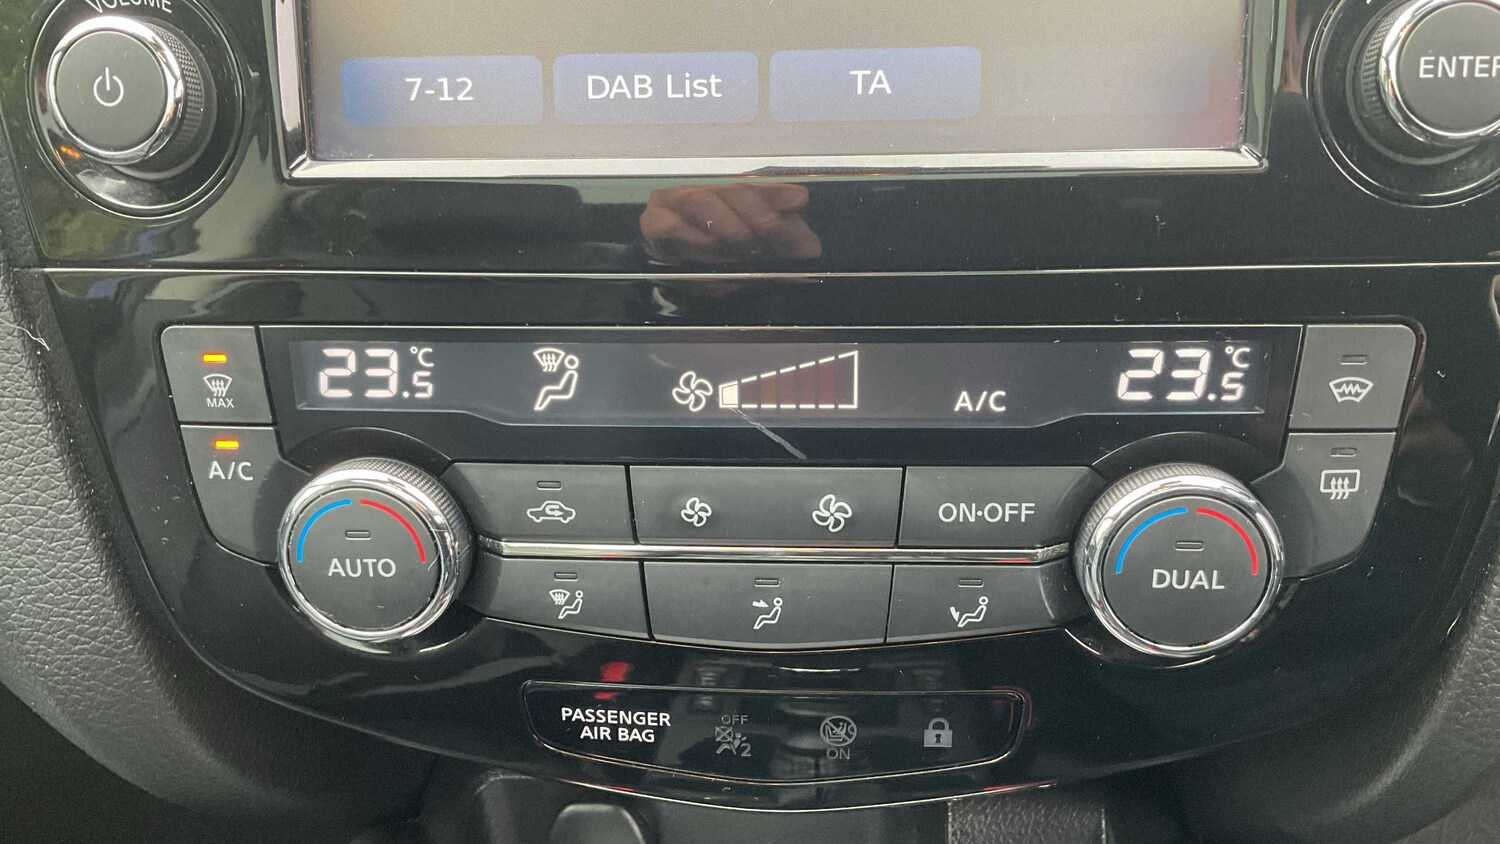 VOLUME
7-12
DAB List
TA
ENTER
23.5
°C
A/C
23.5
°C
MAX
A/C
AUTO
ON·OFF
DUAL
PASSENGER
AIR BAG
OFF
2
ON